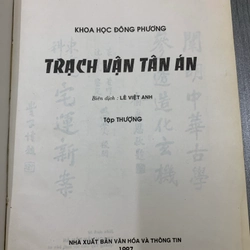 KHOA HỌC ĐÔNG PHƯƠNG
TRẠCH VẬN TÂN ÁN
Biên dịch : LÊ VIỆT ANH
Tập THƯỢNG
NHÀ XUẤT BẢN VĂN HÓA VÀ THÔNG TIN
1997